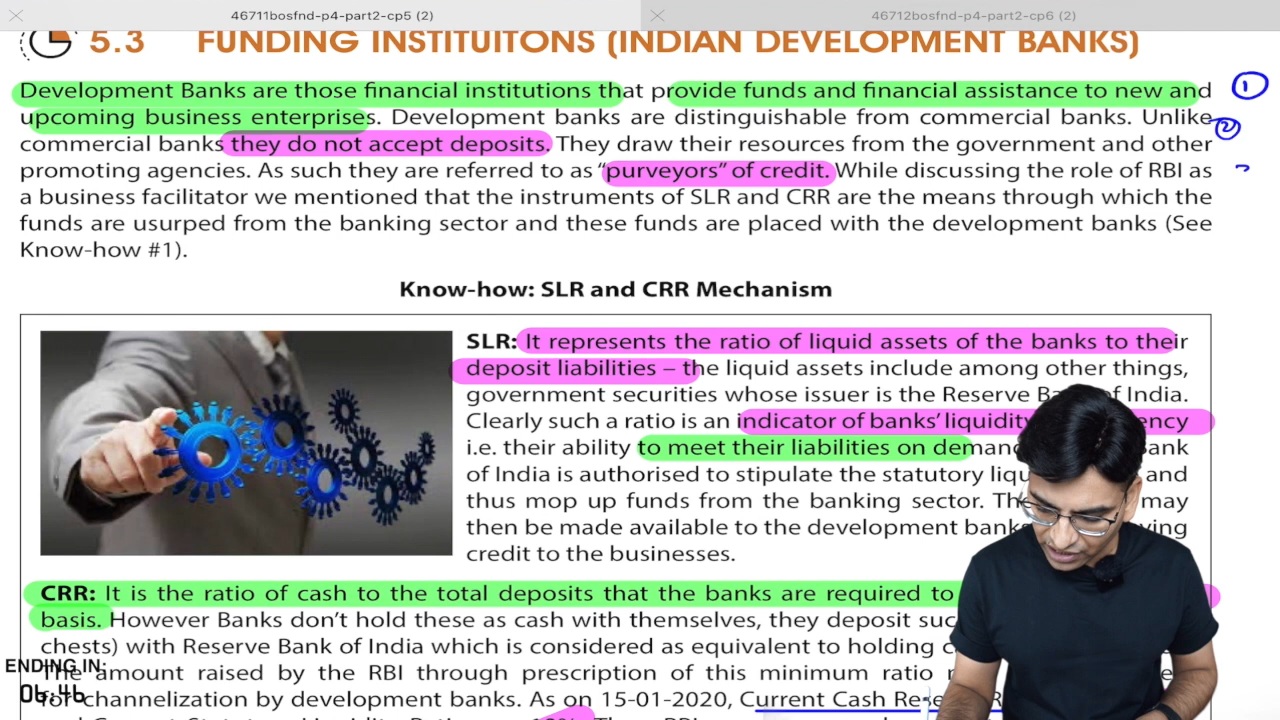 46711bosfnd-p4-part2-cp5 (2)
46712bosfnd-p4-part2-cp6 (2)
5.3 FUNDING INSTITUITONS (INDIAN DEVELOPMENT BANKS)
Development Banks are those financial institutions that provide funds and financial assistance to new and
upcoming business enterprises. Development banks are distinguishable from commercial banks. Unlike
commercial banks they do not accept deposits. They draw their resources from the government and other
promoting agencies. As such they are referred to as “purveyors” of credit. While discussing the role of RBI as
a business facilitator we mentioned that the instruments of SLR and CRR are the means through which the
funds are usurped from the banking sector and these funds are placed with the development banks (See
Know-how #1).
1
2
Know-how: SLR and CRR Mechanism
SLR: It represents the ratio of liquid assets of the banks to their
deposit liabilities – the liquid assets include among other things,
government securities whose issuer is the Reserve of India.
Clearly such a ratio is an indicator of banks’ liquidity
i.e. their ability to meet their liabilities on
of India is authorised to stipulate the statutory and
thus mop up funds from the banking sector. may
then be made available to the development
credit to the businesses.
CRR: It is the ratio of cash to the total deposits that the banks are required to
basis. However Banks don’t hold these as cash with themselves, they deposit
chests) with Reserve Bank of India which is considered as equivalent to holding
The amount raised by the RBI through prescription of this minimum ratio
for channelization by development banks. As on 15-01-2020, Current Cash
ENDING IN:
06:46